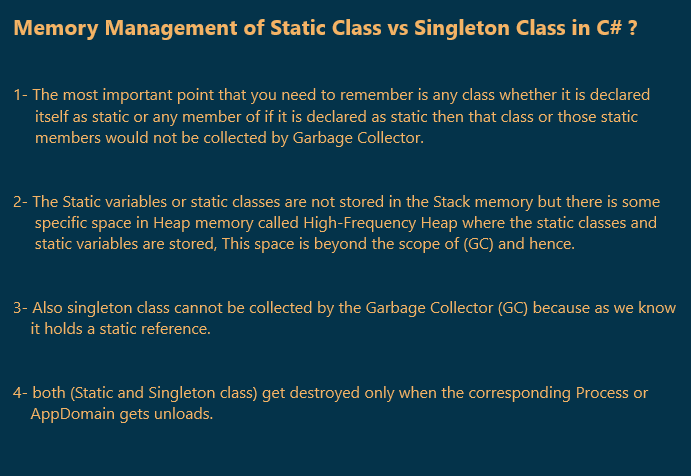 Memory Management of Static Class vs Singleton Class in C# ?
1- The most important point that you need to remember is any class whether it is declared
itself as static or any member of if it is declared as static then that class or those static
members would not be collected by Garbage Collector.
2- The Static variables or static classes are not stored in the Stack memory but there is some
specific space in Heap memory called High-Frequency Heap where the static classes and
static variables are stored, This space is beyond the scope of (GC) and hence.
3- Also singleton class cannot be collected by the Garbage Collector (GC) because as we know
it holds a static reference.
4- both (Static and Singleton class) get destroyed only when the corresponding Process or
AppDomain gets unloads.